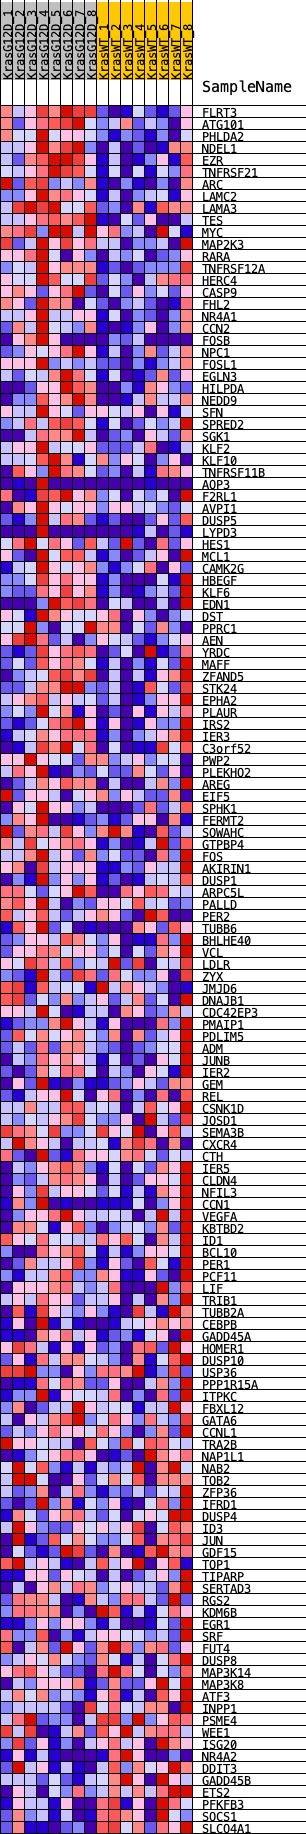 KrasG12D_1
KrasG12D_2
KrasG12D_3
KrasG12D_4
KrasG12D_5
KrasG12D_6
KrasG12D_7
KrasG12D_8
KrasWT_1
KrasWT_2
KrasWT_3
KrasWT_4
KrasWT_5
KrasWT_6
KrasWT_7
KrasWT_8
SampleName
FLRT3
ATG101
PHLDA2
NDEL1
EZR
TNFRSF21
ARC
LAMC2
LAMA3
TES
MYC
MAP2K3
RARA
TNFRSF12A
HERC4
CASP9
FHL2
NR4A1
CCN2
FOSB
NPC1
FOSL1
EGLN3
HILPDA
NEDD9
SFN
SPRED2
SGK1
KLF2
KLF10
TNFRSF11B
AQP3
F2RL1
AVPI1
DUSP5
LYPD3
HES1
MCL1
CAMK2G
HBEGF
KLF6
EDN1
DST
PPRC1
AEN
YRDC
MAFF
ZFAND5
STK24
EPHA2
PLAUR
IRS2
IER3
C3orf52
PWP2
PLEKHO2
AREG
EIF5
SPHK1
FERMT2
SOWAHC
GTPBP4
FOS
AKIRIN1
DUSP1
ARPC5L
PALLD
PER2
TUBB6
BHLHE40
VCL
LDLR
ZYX
JMJD6
DNAJB1
CDC42EP3
PMAIP1
PDLIM5
ADM
JUNB
IER2
GEM
REL
CSNK1D
JOSD1
SEMA3B
CXCR4
CTH
IER5
CLDN4
NFIL3
CCN1
VEGFA
KBTBD2
ID1
BCL10
PER1
PCF11
LIF
TRIB1
TUBB2A
CEBPB
GADD45A
HOMER1
DUSP10
USP36
PPP1R15A
ITPKC
FBXL12
GATA6
CCNL1
TRA2B
NAP1L1
NAB2
TOB2
ZFP36
IFRD1
DUSP4
ID3
JUN
GDF15
TOP1
TIPARP
SERTAD3
RGS2
KDM6B
EGR1
SRF
FUT4
DUSP8
MAP3K14
MAP3K8
ATF3
INPP1
PSME4
WEE1
ISG20
NR4A2
DDIT3
GADD45B
ETS2
PFKFB3
SOCS1
SLCO4A1